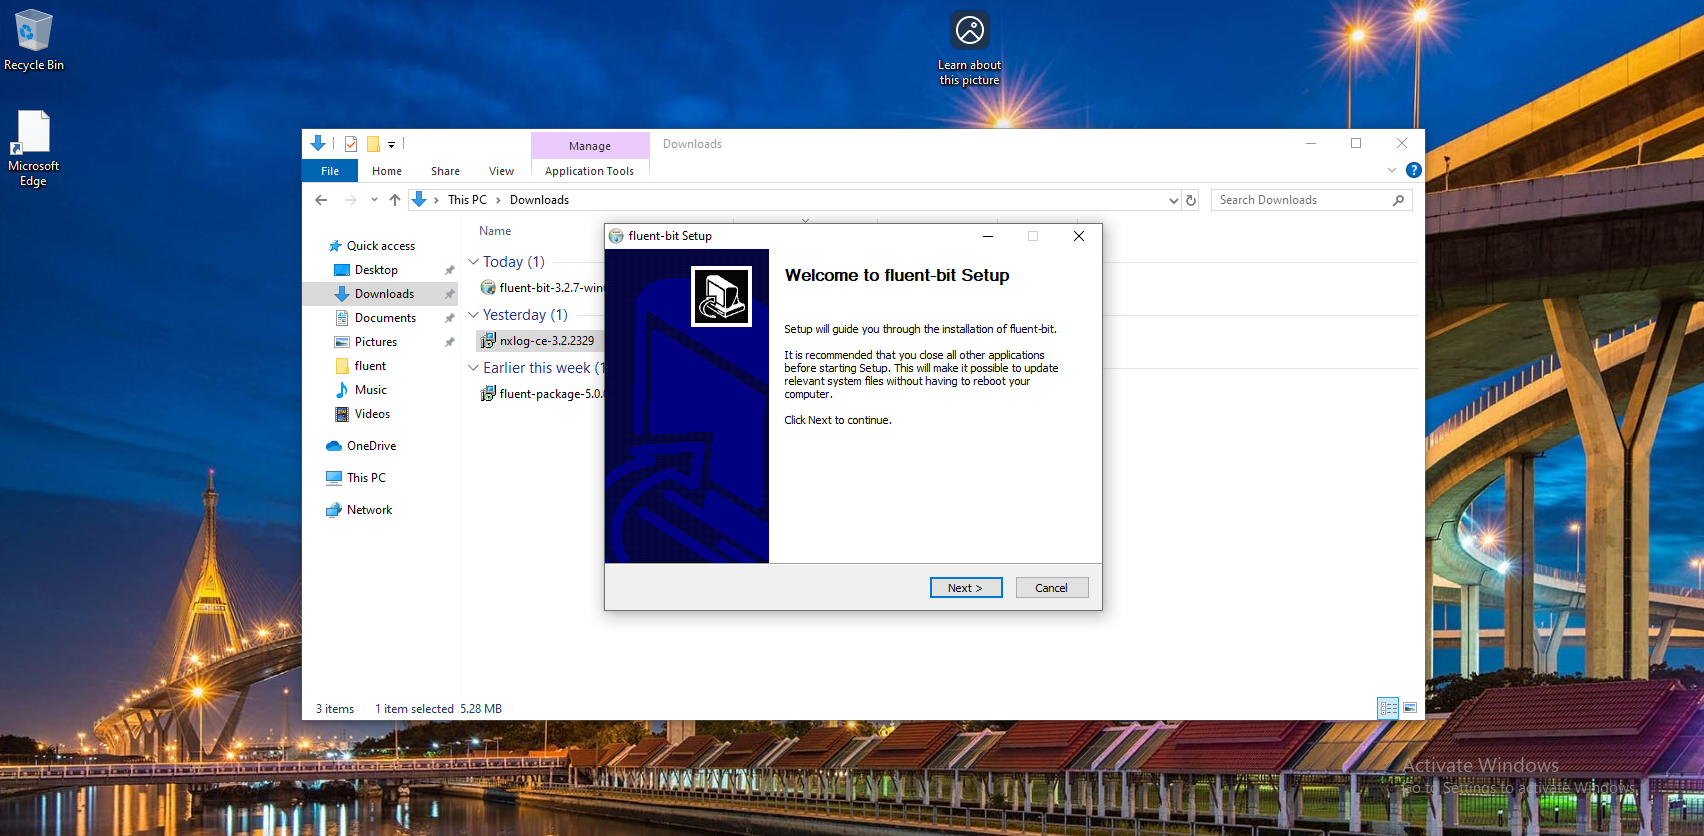 Recycle Bin
Microsoft
Edge
Learn about
this picture
Manage
Downloads
File
Home
Share
View
Application Tools
This PC
Downloads
Search Downloads
Quick access
Desktop
Downloads
Documents
Pictures
fluent
Music
Videos
OneDrive
This PC
Network
Name
Today (1)
fluent-bit-3.2.7-win
Yesterday (1)
nxlog-ce-3.2.2329
Earlier this week (1
fluent-package-5.0.
3 items
1 item selected 5.28 MB
fluent-bit Setup
Welcome to fluent-bit Setup
Setup will guide you through the installation of fluent-bit.
It is recommended that you close all other applications
before starting Setup. This will make it possible to update
relevant system files without having to reboot your
computer.
Click Next to continue.
Next >
Cancel
Activate Windows
Go to Settings to activate Windows.